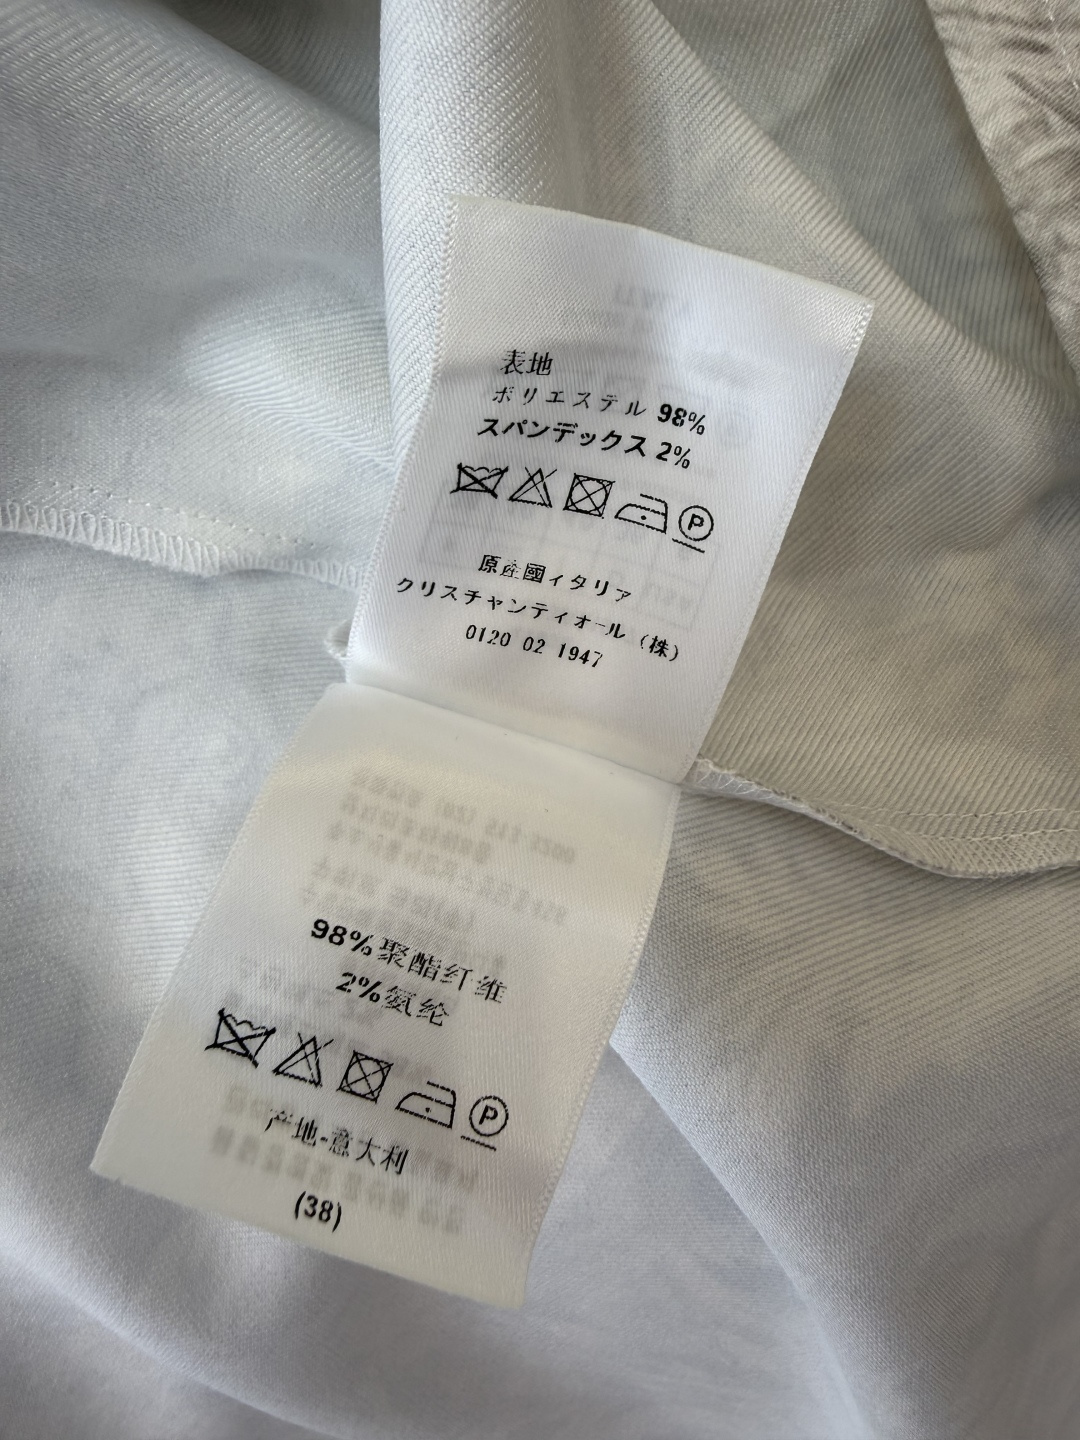 表地
ポリエステル 98%
スパンデックス 2%
P
原産國イタリア
クリスチャンディオール (株)
0120 02 1947
98%聚酯纤维
2%氨纶
P
产地-意大利
(38)